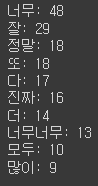 너무: 48
잘: 29
정말: 18
또: 18
다: 17
진짜: 16
더: 14
너무너무: 13
모두: 10
많이: 9